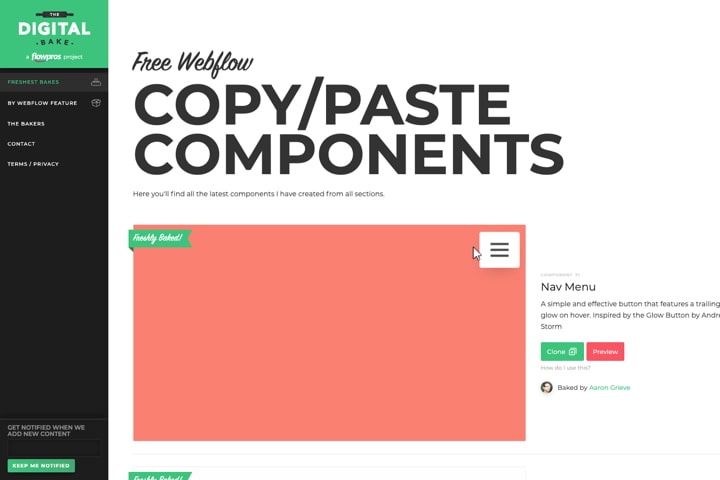 THE
DIGITAL
BAKE
a flowpros project
FRESHEST BAKES
BY WEBFLOW FEATURE
THE BAKERS
CONTACT
TERMS / PRIVACY
GET NOTIFIED WHEN WE
ADD NEW CONTENT
KEEP ME NOTIFIED
Free Webflow
COPY/PASTE
COMPONENTS
Here you'll find all the latest components I have created from all sections.
Freshly Baked!
COMPONENT 71
Nav Menu
A simple and effective button that features a trailing
glow on hover. Inspired by the Glow Button by Andre
Storm
Clone
Preview
How do I use this?
Baked by Aaron Grieve
Freshly Baked!